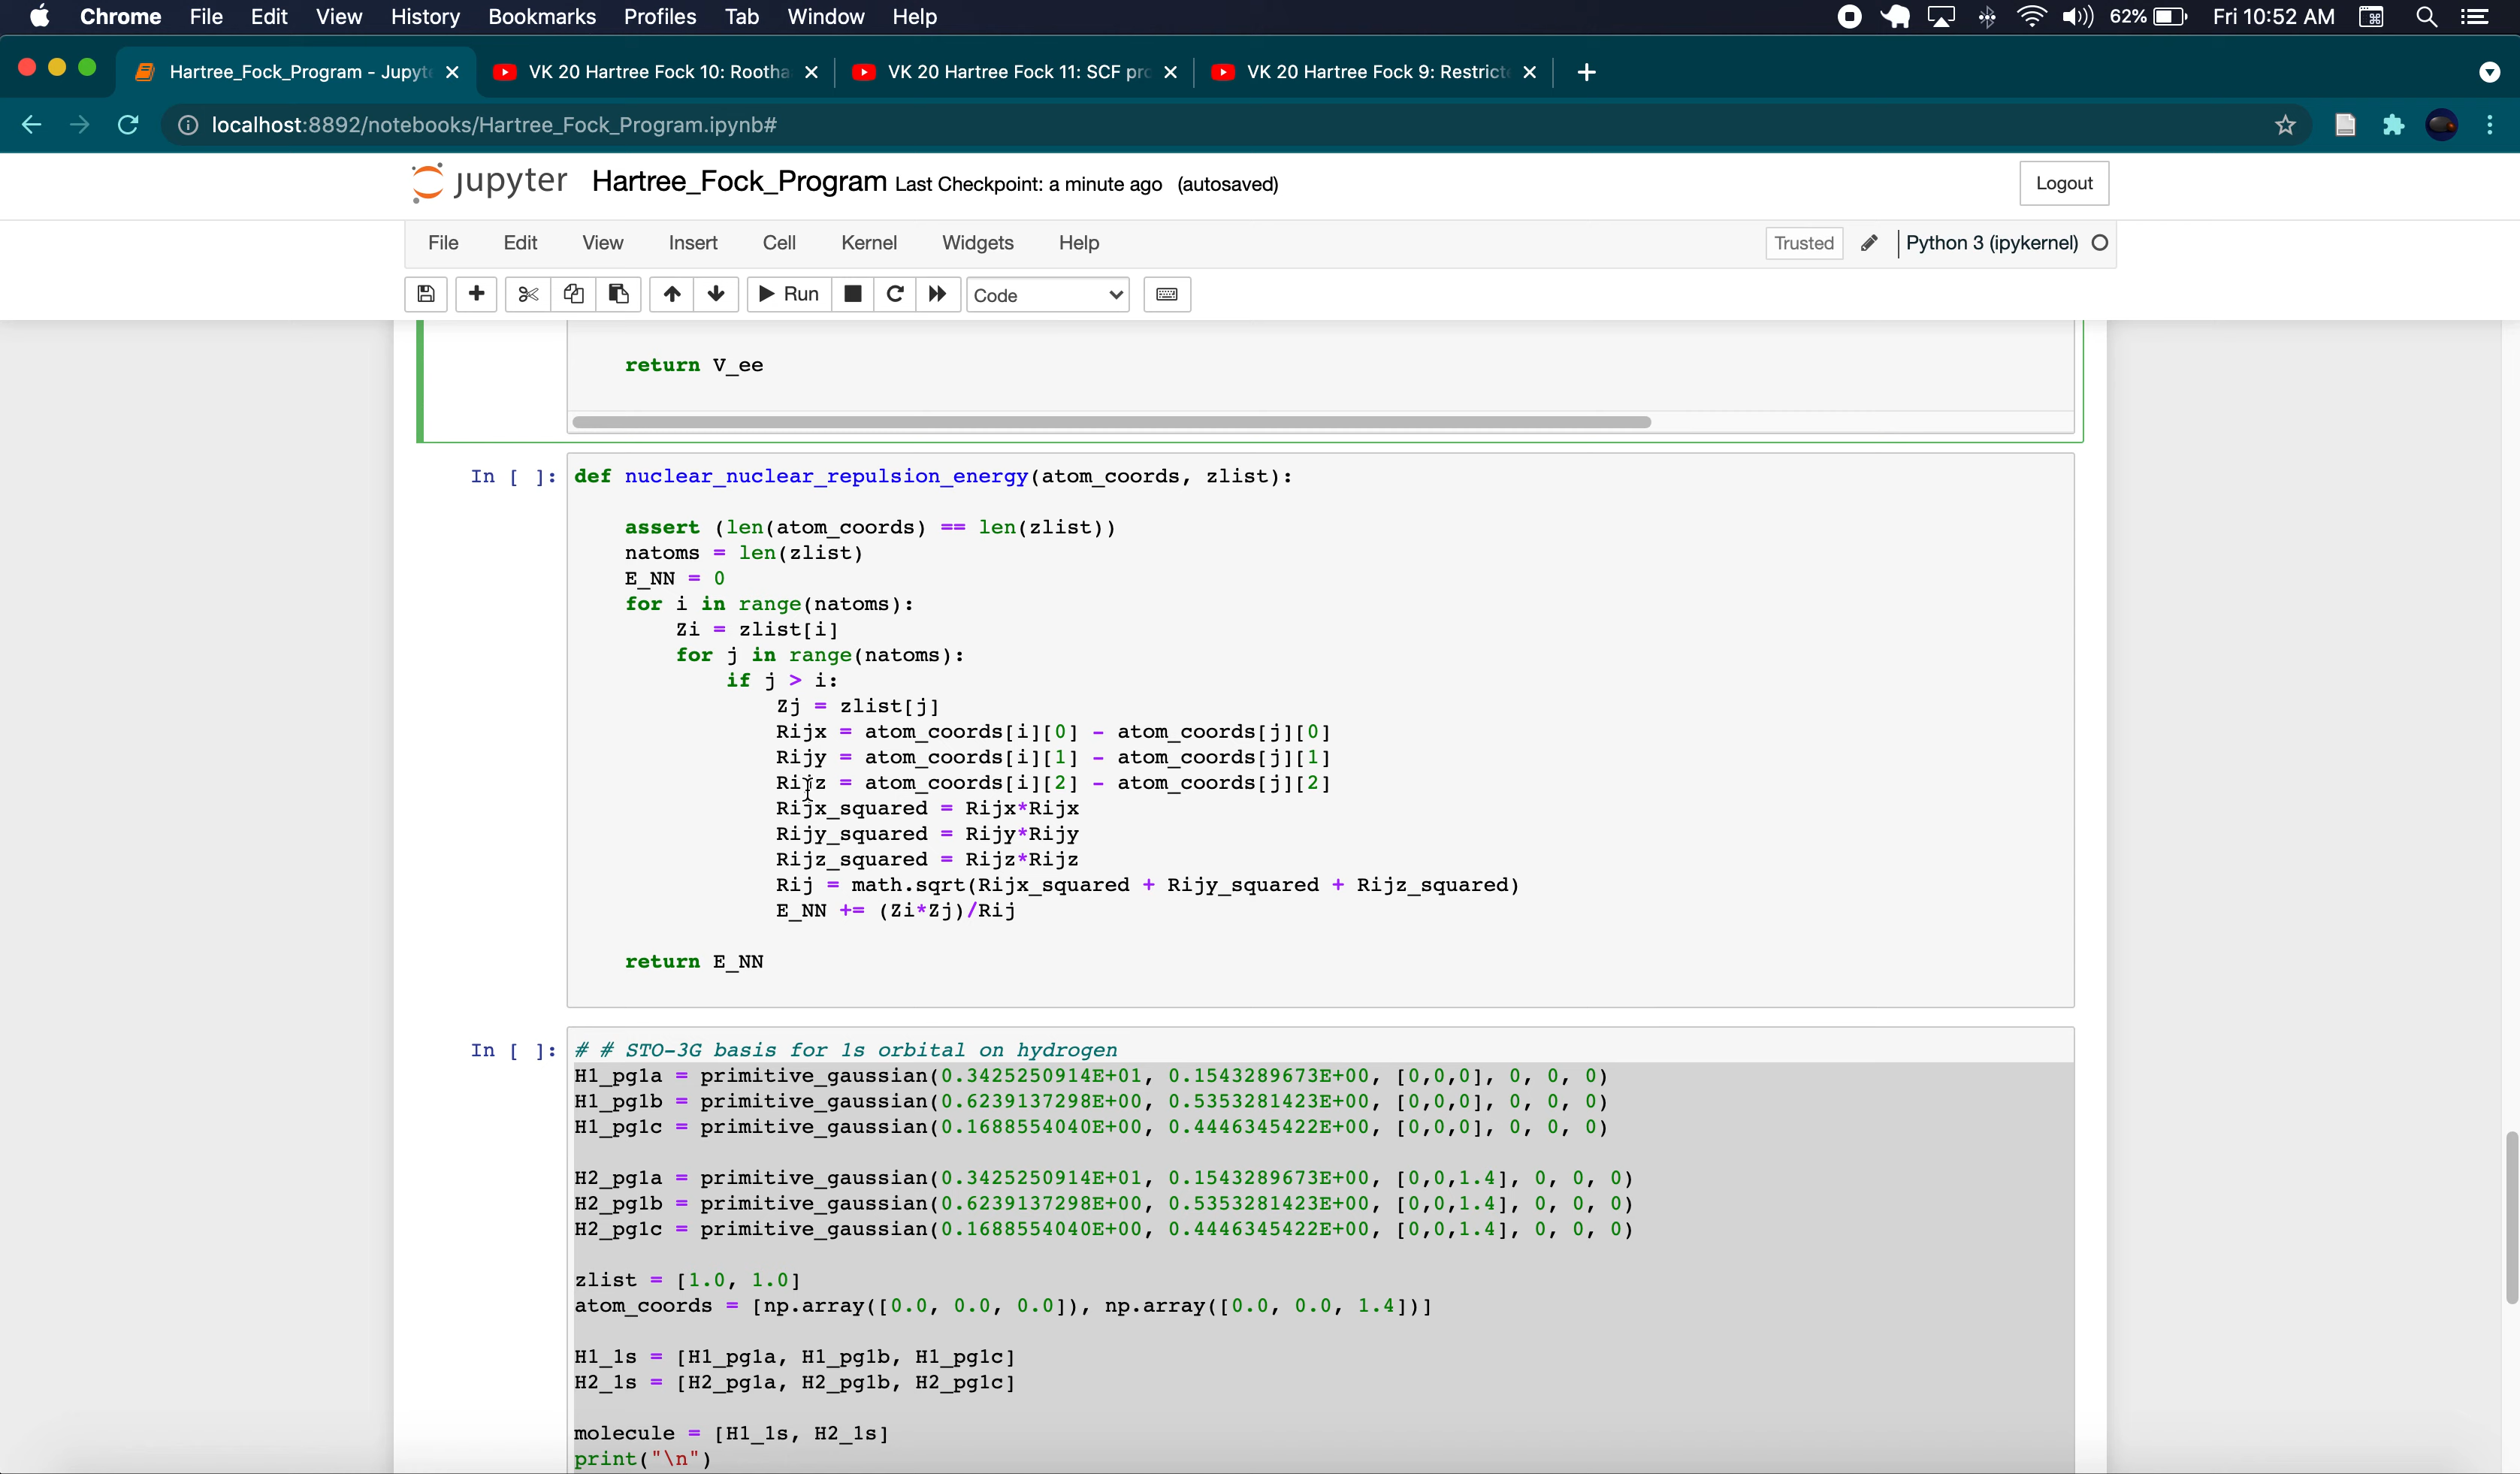 Chrome File Edit View History Bookmarks Profiles Tab Window Help 62% Fri 10:52 AM
Hartree_Fock_Program - Jupyt VK 20 Hartree Fock 10: Rootha VK 20 Hartree Fock 11: SCF pro VK 20 Hartree Fock 9: Restrict
localhost:8892/notebooks/Hartree_Fock_Program.ipynb#
jupyter Hartree_Fock_Program Last Checkpoint: a minute ago (autosaved) Logout
File Edit View Insert Cell Kernel Widgets Help Trusted Python 3 (ipykernel)
Run Code
return V_ee
In [ ]: def nuclear_nuclear_repulsion_energy(atom_coords, zlist):
assert (len(atom_coords) == len(zlist))
natoms = len(zlist)
E_NN = 0
for i in range(natoms):
Zi = zlist[i]
for j in range(natoms):
if j > i:
Zj = zlist[j]
Rijx = atom_coords[i][0] - atom_coords[j][0]
Rijy = atom_coords[i][1] - atom_coords[j][1]
Rijz = atom_coords[i][2] - atom_coords[j][2]
Rijx_squared = Rijx*Rijx
Rijy_squared = Rijy*Rijy
Rijz_squared = Rijz*Rijz
Rij = math.sqrt(Rijx_squared + Rijy_squared + Rijz_squared)
E_NN += (Zi*Zj)/Rij
return E_NN
In [ ]: # # STO-3G basis for 1s orbital on hydrogen
H1_pg1a = primitive_gaussian(0.3425250914E+01, 0.1543289673E+00, [0,0,0], 0, 0, 0)
H1_pg1b = primitive_gaussian(0.6239137298E+00, 0.5353281423E+00, [0,0,0], 0, 0, 0)
H1_pg1c = primitive_gaussian(0.1688554040E+00, 0.4446345422E+00, [0,0,0], 0, 0, 0)
H2_pg1a = primitive_gaussian(0.3425250914E+01, 0.1543289673E+00, [0,0,1.4], 0, 0, 0)
H2_pg1b = primitive_gaussian(0.6239137298E+00, 0.5353281423E+00, [0,0,1.4], 0, 0, 0)
H2_pg1c = primitive_gaussian(0.1688554040E+00, 0.4446345422E+00, [0,0,1.4], 0, 0, 0)
zlist = [1.0, 1.0]
atom_coords = [np.array([0.0, 0.0, 0.0]), np.array([0.0, 0.0, 1.4])]
H1_1s = [H1_pg1a, H1_pg1b, H1_pg1c]
H2_1s = [H2_pg1a, H2_pg1b, H2_pg1c]
molecule = [H1_1s, H2_1s]
print("\n")